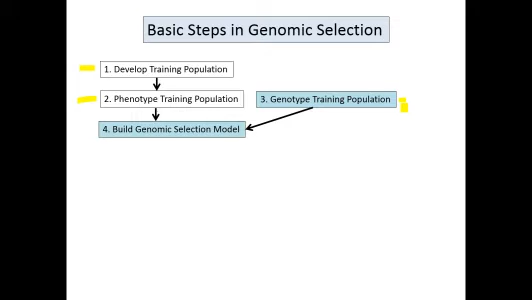 Basic Steps in Genomic Selection
1. Develop Training Population
2. Phenotype Training Population
3. Genotype Training Population
4. Build Genomic Selection Model